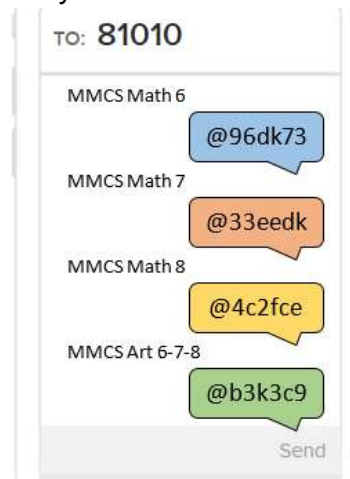 TO: 81010
MMCS Math 6
@96dk73
MMCS Math 7
@33eedk
MMCS Math 8
@4c2fce
MMCS Art 6-7-8
@b3k3c9
Send